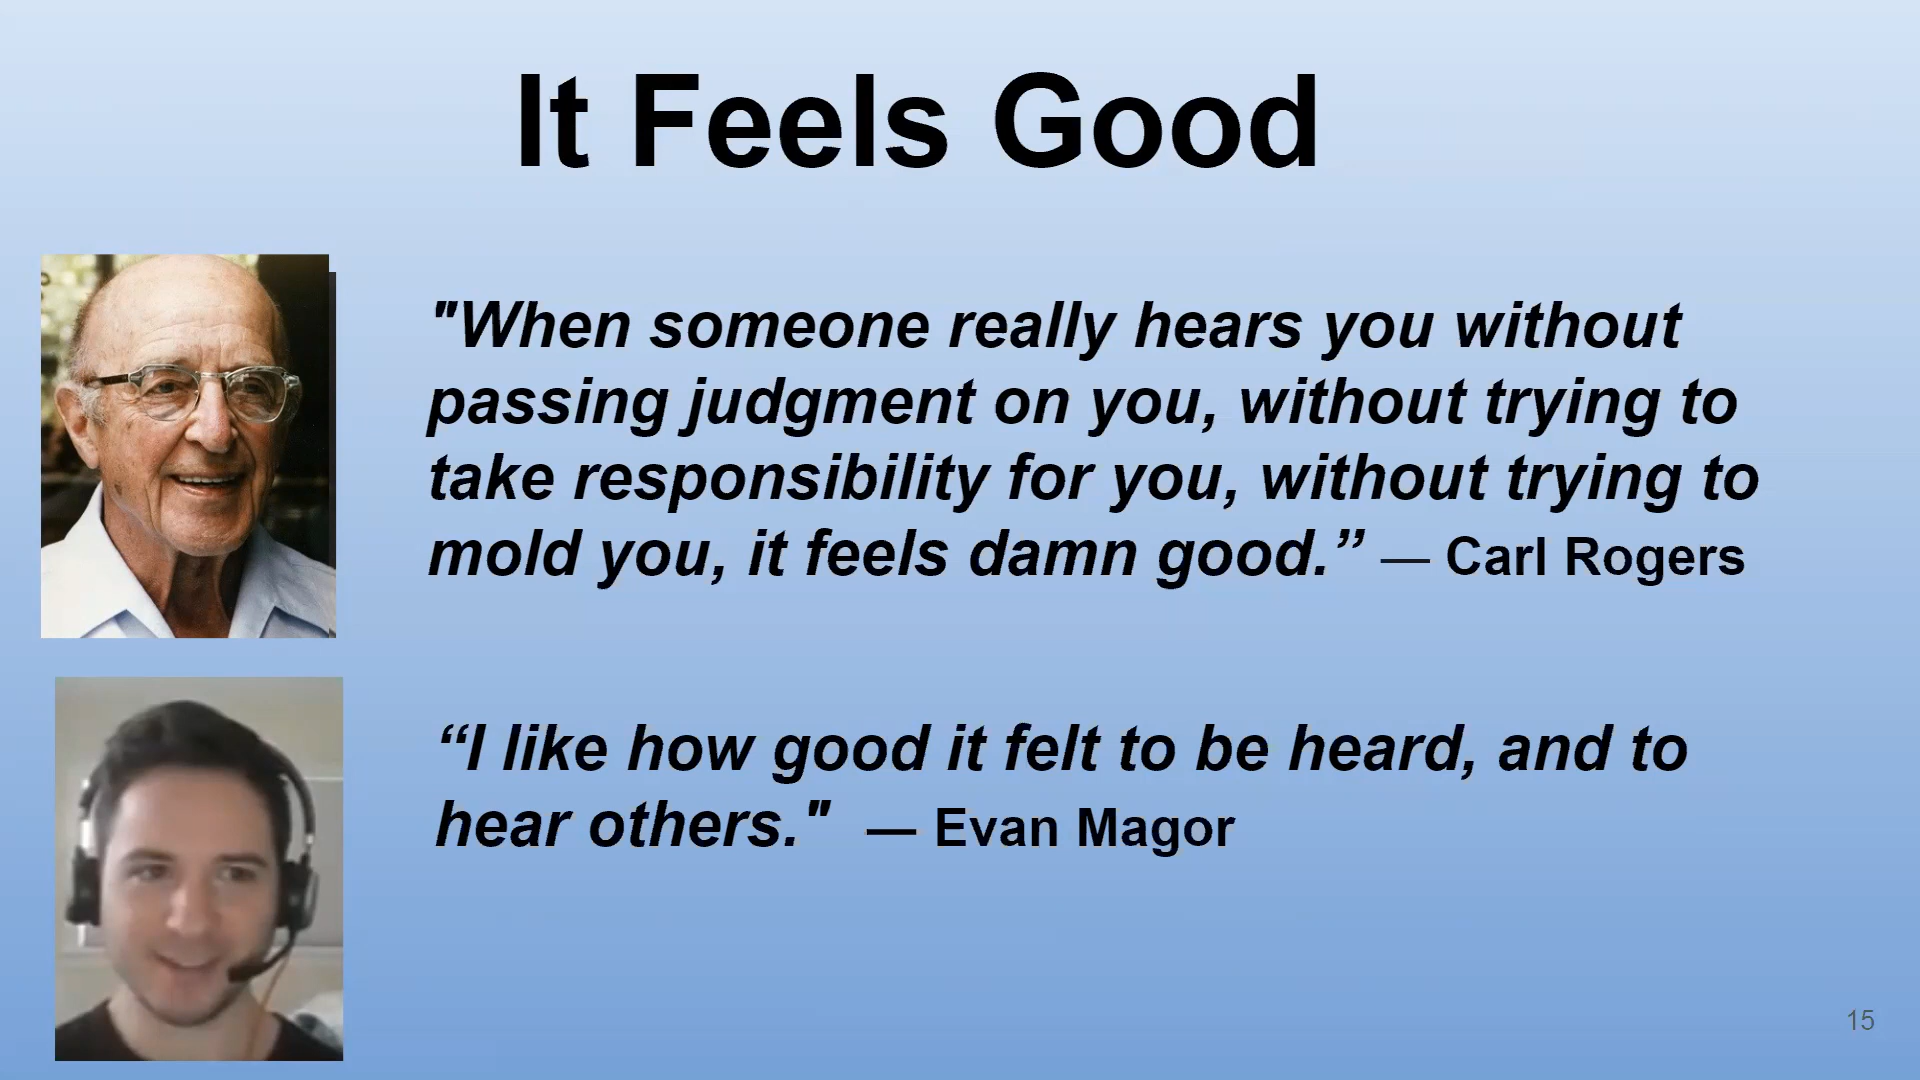 It Feels Good
"When someone really hears you without
passing judgment on you, without trying to
take responsibility for you, without trying to
mold you, it feels damn good.” — Carl Rogers
“I like how good it felt to be heard, and to
hear others." — Evan Magor
15